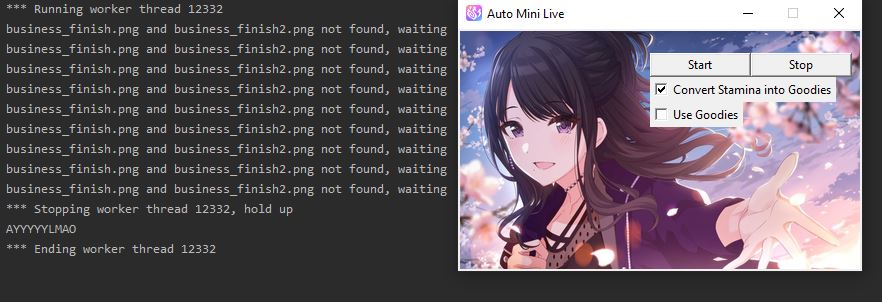 *** Running worker thread 12332
business_finish.png and business_finish2.png not found, waiting
business_finish.png and business_finish2.png not found, waiting
business_finish.png and business_finish2.png not found, waiting
business_finish.png and business_finish2.png not found, waiting
business_finish.png and business_finish2.png not found, waiting
business_finish.png and business_finish2.png not found, waiting
business_finish.png and business_finish2.png not found, waiting
business_finish.png and business_finish2.png not found, waiting
business_finish.png and business_finish2.png not found, waiting
*** Stopping worker thread 12332, hold up
AYYYYYLMAO
*** Ending worker thread 12332
Auto Mini Live
Start Stop
Convert Stamina into Goodies
Use Goodies